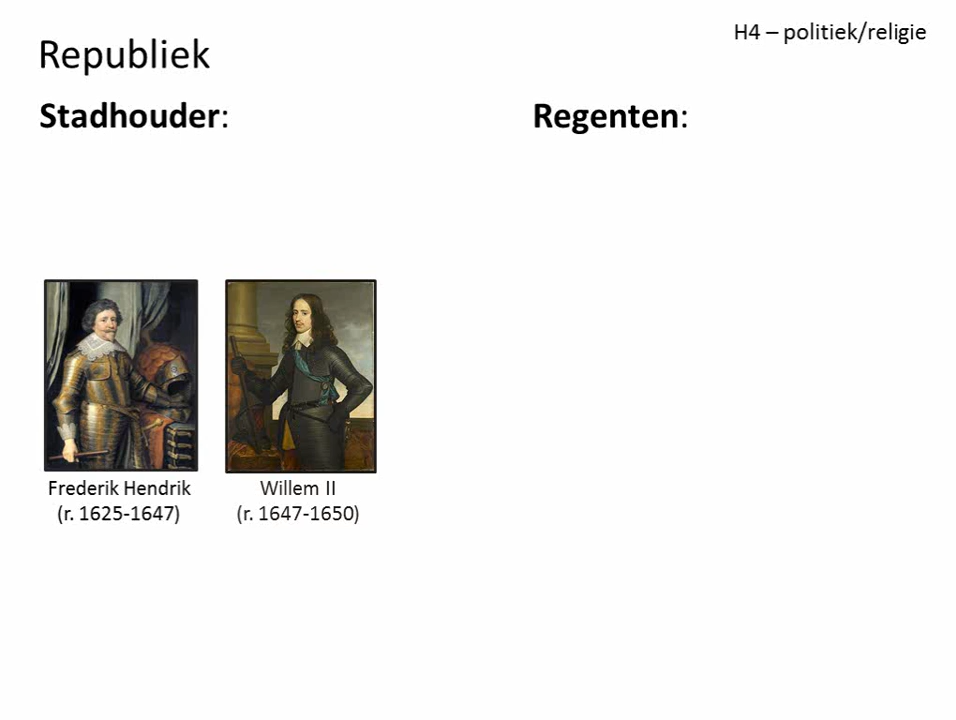 H4 – politiek/religie
Republiek
Stadhouder:
Regenten:
Frederik Hendrik
(r. 1625-1647)
Willem II
(r. 1647-1650)